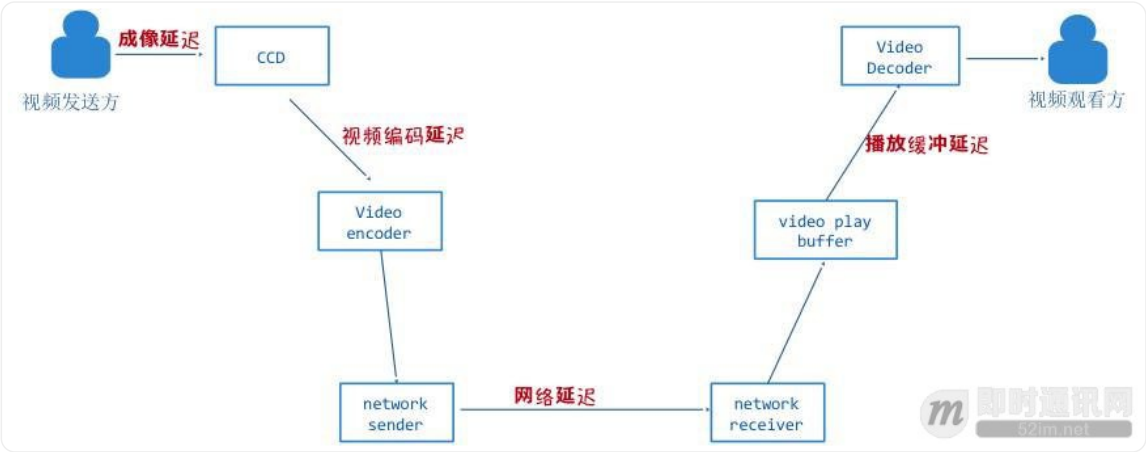 成像延迟
CCD
视频发送方
视频编码延迟
Video
encoder
network
sender
网络延迟
network
receiver
video play
buffer
播放缓冲延迟
Video
Decoder
视频观看方
m
即时通讯网
52im.net